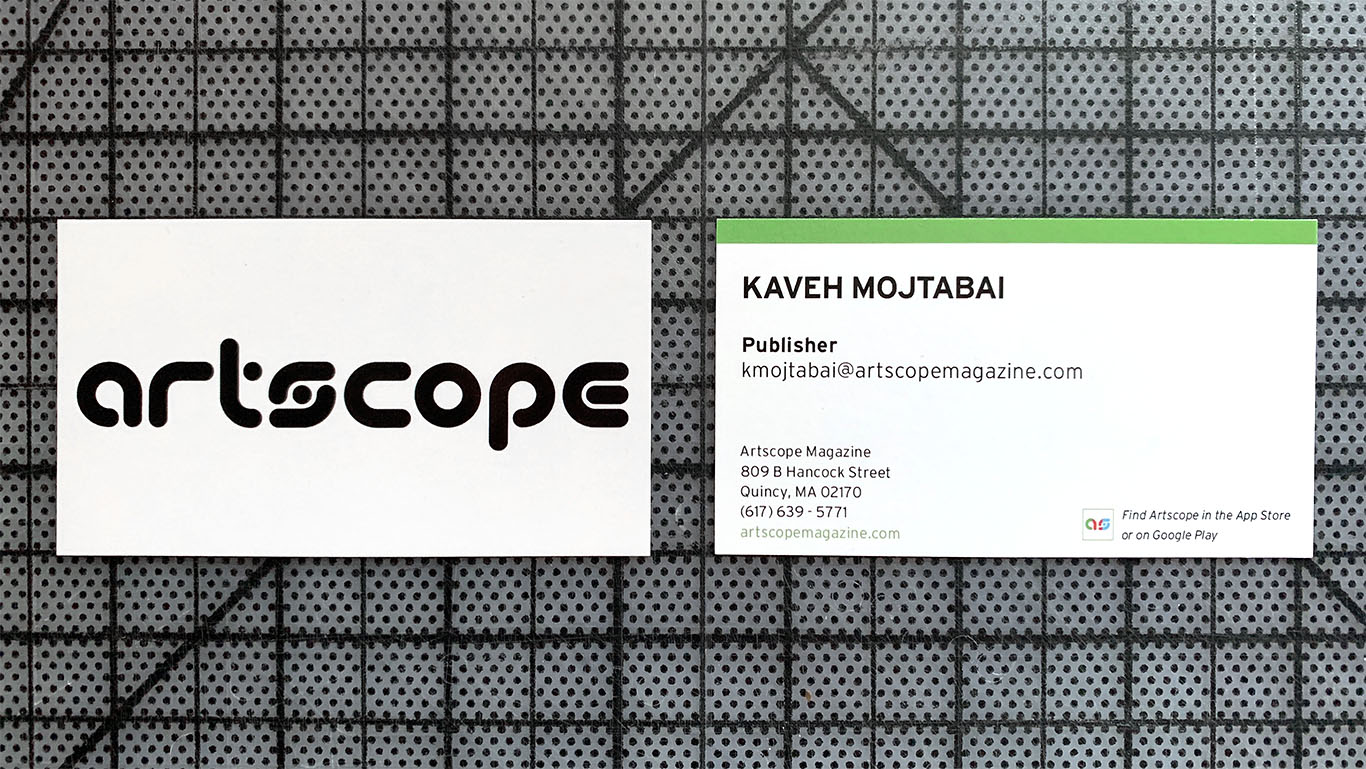 artscope
KAVEH MOJTABAI
Publisher
kmojtabai@artscopemagazine.com
Artscope Magazine
809 B Hancock Street
Quincy, MA 02170
(617) 639 - 5771
artscopemagazine.com
as
Find Artscope in the App Store
or on Google Play